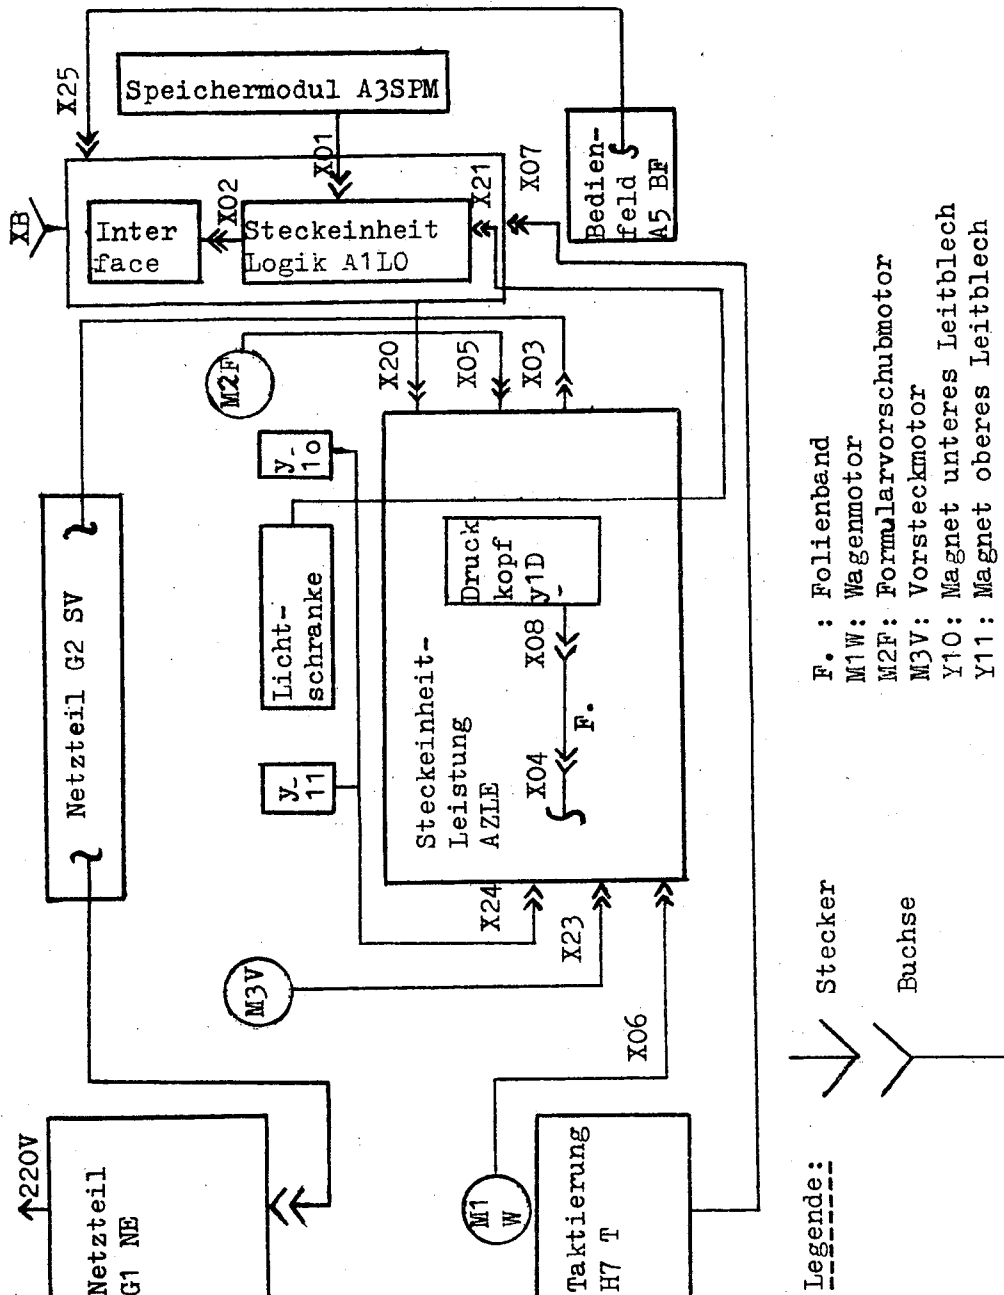 X25
Speichermodul A3SPM
X01
XB
X02
Inter
face
Steckeinheit
Logik A1LO
X21
X07
Bedien-
feld
A5 BF
M2F
X20
X05
X03
y_
10
Netzteil G2 SV
Licht-
schranke
y_
11
Druck
kopf
y1D
X08
F.
X04
Steckeinheit-
Leistung
AZLE
X24
X23
M3V
X06
220V
Netzteil
G1 NE
M1
W
Taktierung
H7 T
Legende:
Stecker
Buchse
F. : Folienband
M1W: Wagenmotor
M2F: Formularvorschubmotor
M3V: Vorsteckmotor
Y10: Magnet unteres Leitblech
Y11: Magnet oberes Leitblech